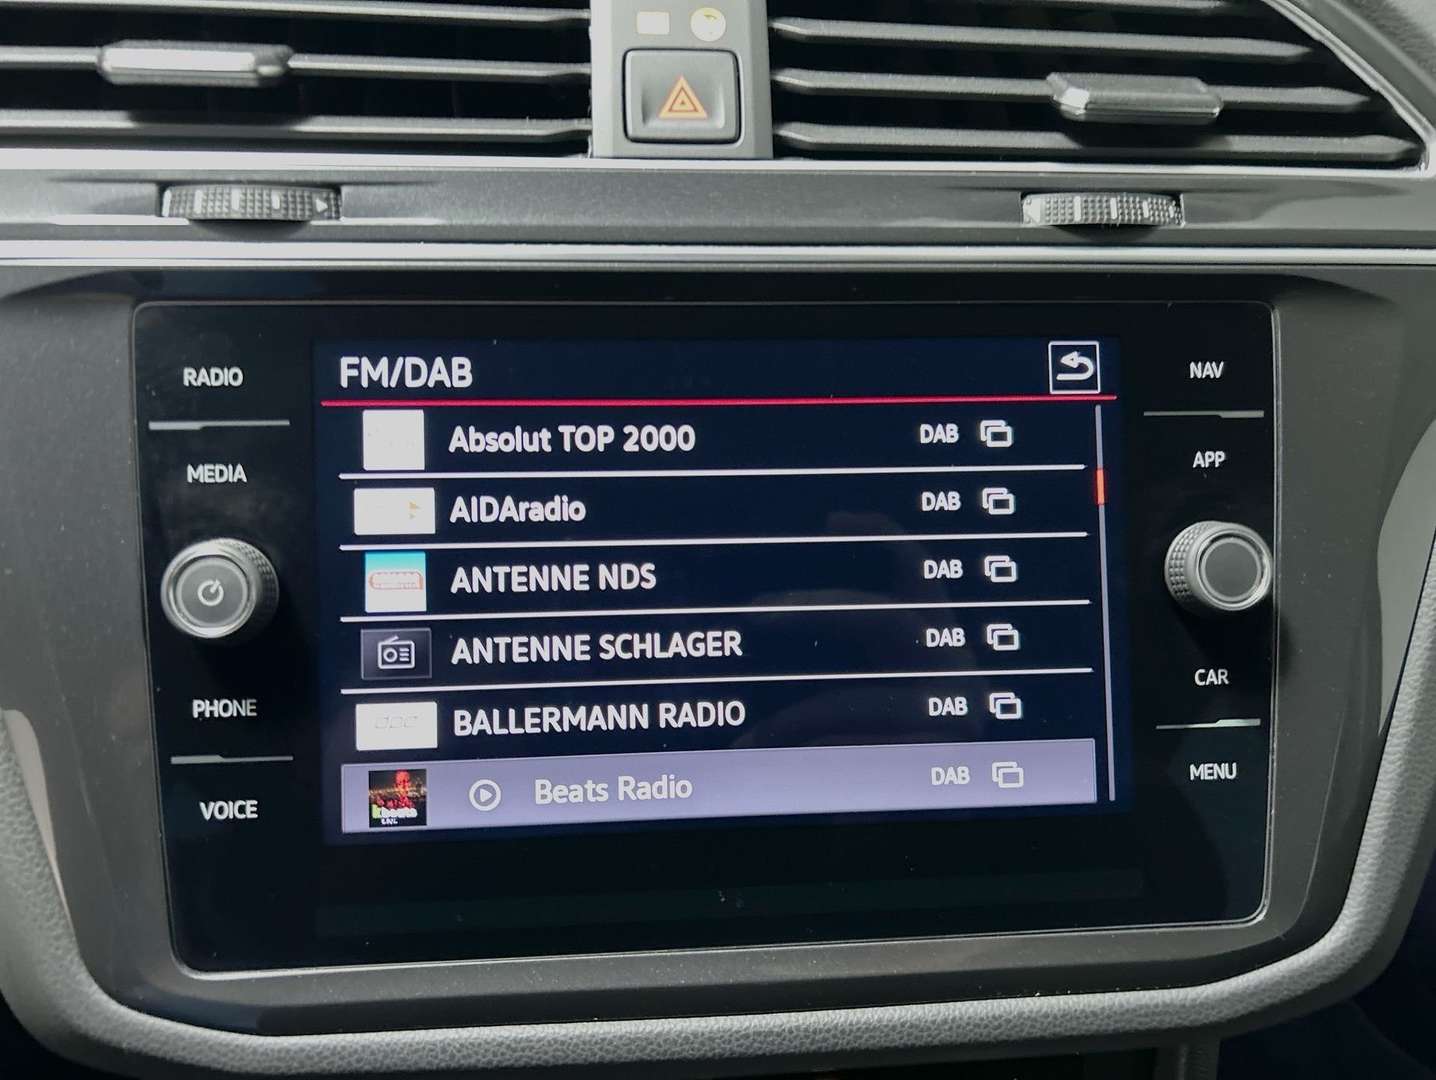 RADIO
MEDIA
PHONE
VOICE
FM/DAB
Absolut TOP 2000 DAB
AIDAradio DAB
ANTENNE NDS DAB
ANTENNE SCHLAGER DAB
BALLERMANN RADIO DAB
Beats Radio DAB
NAV
APP
CAR
MENU